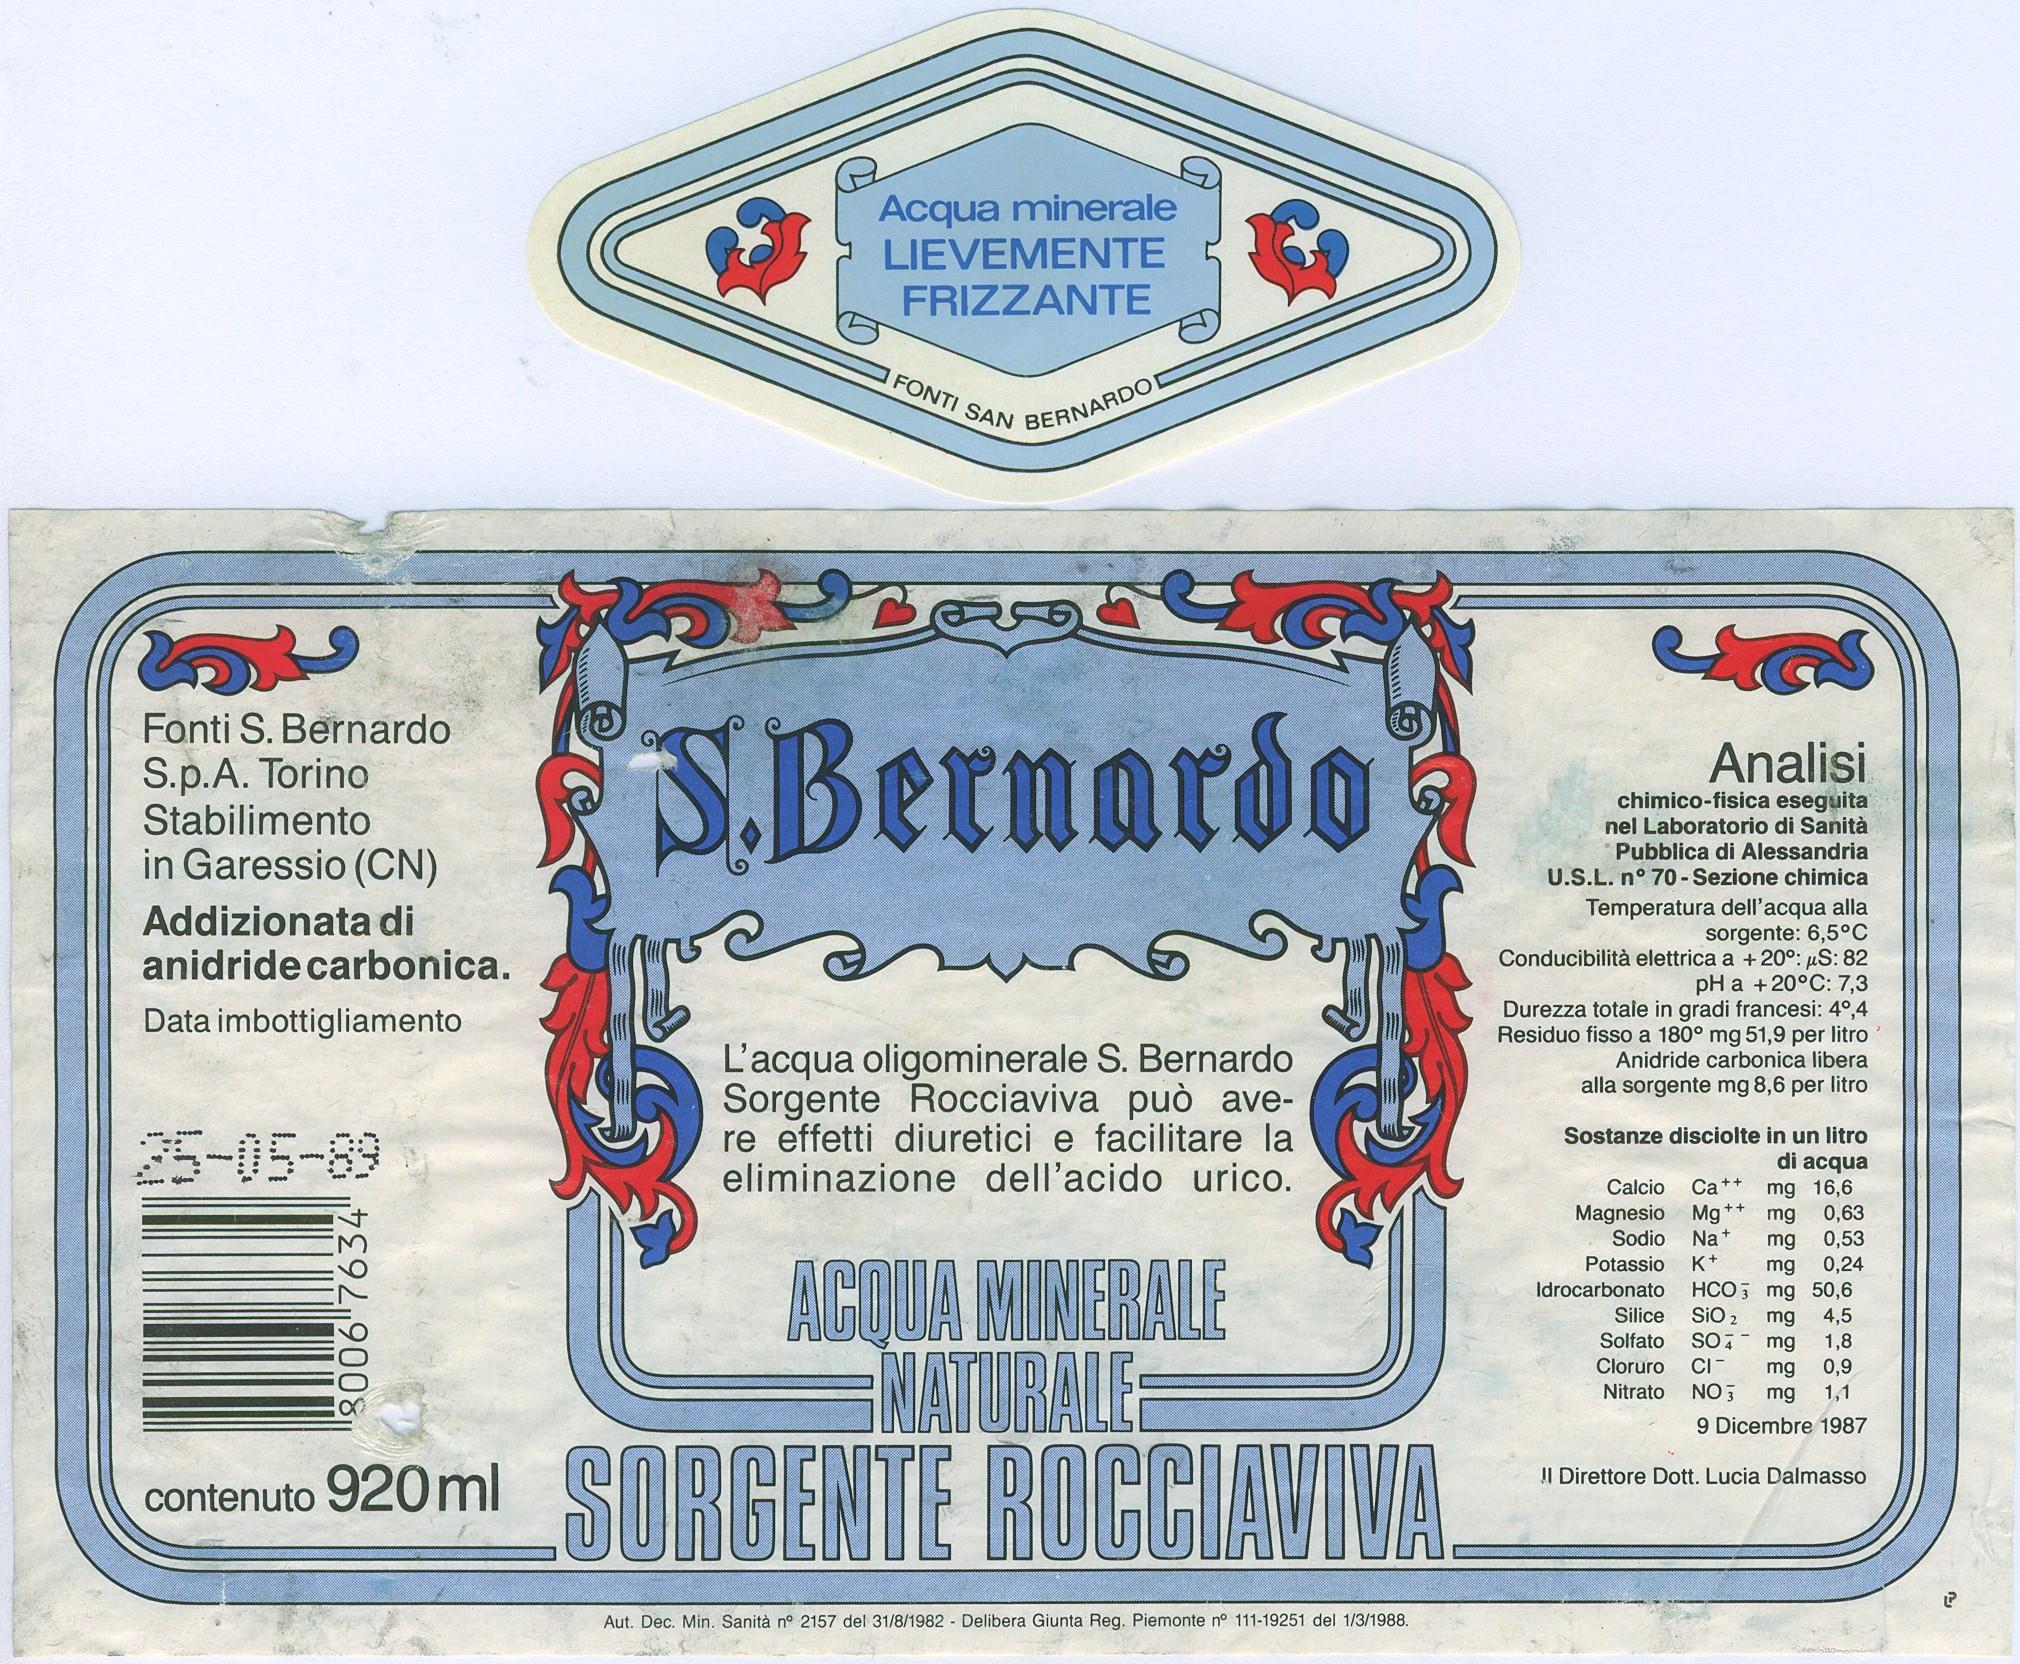 Acqua minerale
LIEVEMENTE
FRIZZANTE
FONTI SAN BERNARDO
Fonti S. Bernardo
S.p.A. Torino
Stabilimento
in Garessio (CN)
Addizionata di
anidride carbonica.
Data imbottigliamento
25-05-89
80067634
contenuto 920 ml
S. Bernardo
L'acqua oligominerale S. Bernardo
Sorgente Rocciaviva può ave-
re effetti diuretici e facilitare la
eliminazione dell'acido urico.
ACQUA MINERALE
NATURALE
SORGENTE ROCCIAVIVA
Analisi
chimico-fisica eseguita
nel Laboratorio di Sanità
Pubblica di Alessandria
U.S.L. n° 70 - Sezione chimica
Temperatura dell'acqua alla
sorgente: 6,5°C
Conducibilità elettrica a +20°: µS: 82
pH a +20°C: 7,3
Durezza totale in gradi francesi: 4°,4
Residuo fisso a 180° mg 51,9 per litro
Anidride carbonica libera
alla sorgente mg 8,6 per litro
Sostanze disciolte in un litro
di acqua
Calcio Ca++ mg 16,6
Magnesio Mg++ mg 0,63
Sodio Na+ mg 0,53
Potassio K+ mg 0,24
Idrocarbonato HCO3- mg 50,6
Silice SiO2 mg 4,5
Solfato SO4-- mg 1,8
Cloruro Cl- mg 0,9
Nitrato NO3- mg 1,1
9 Dicembre 1987
Il Direttore Dott. Lucia Dalmasso
Aut. Dec. Min. Sanità n° 2157 del 31/8/1982 - Delibera Giunta Reg. Piemonte n° 111-19251 del 1/3/1988.